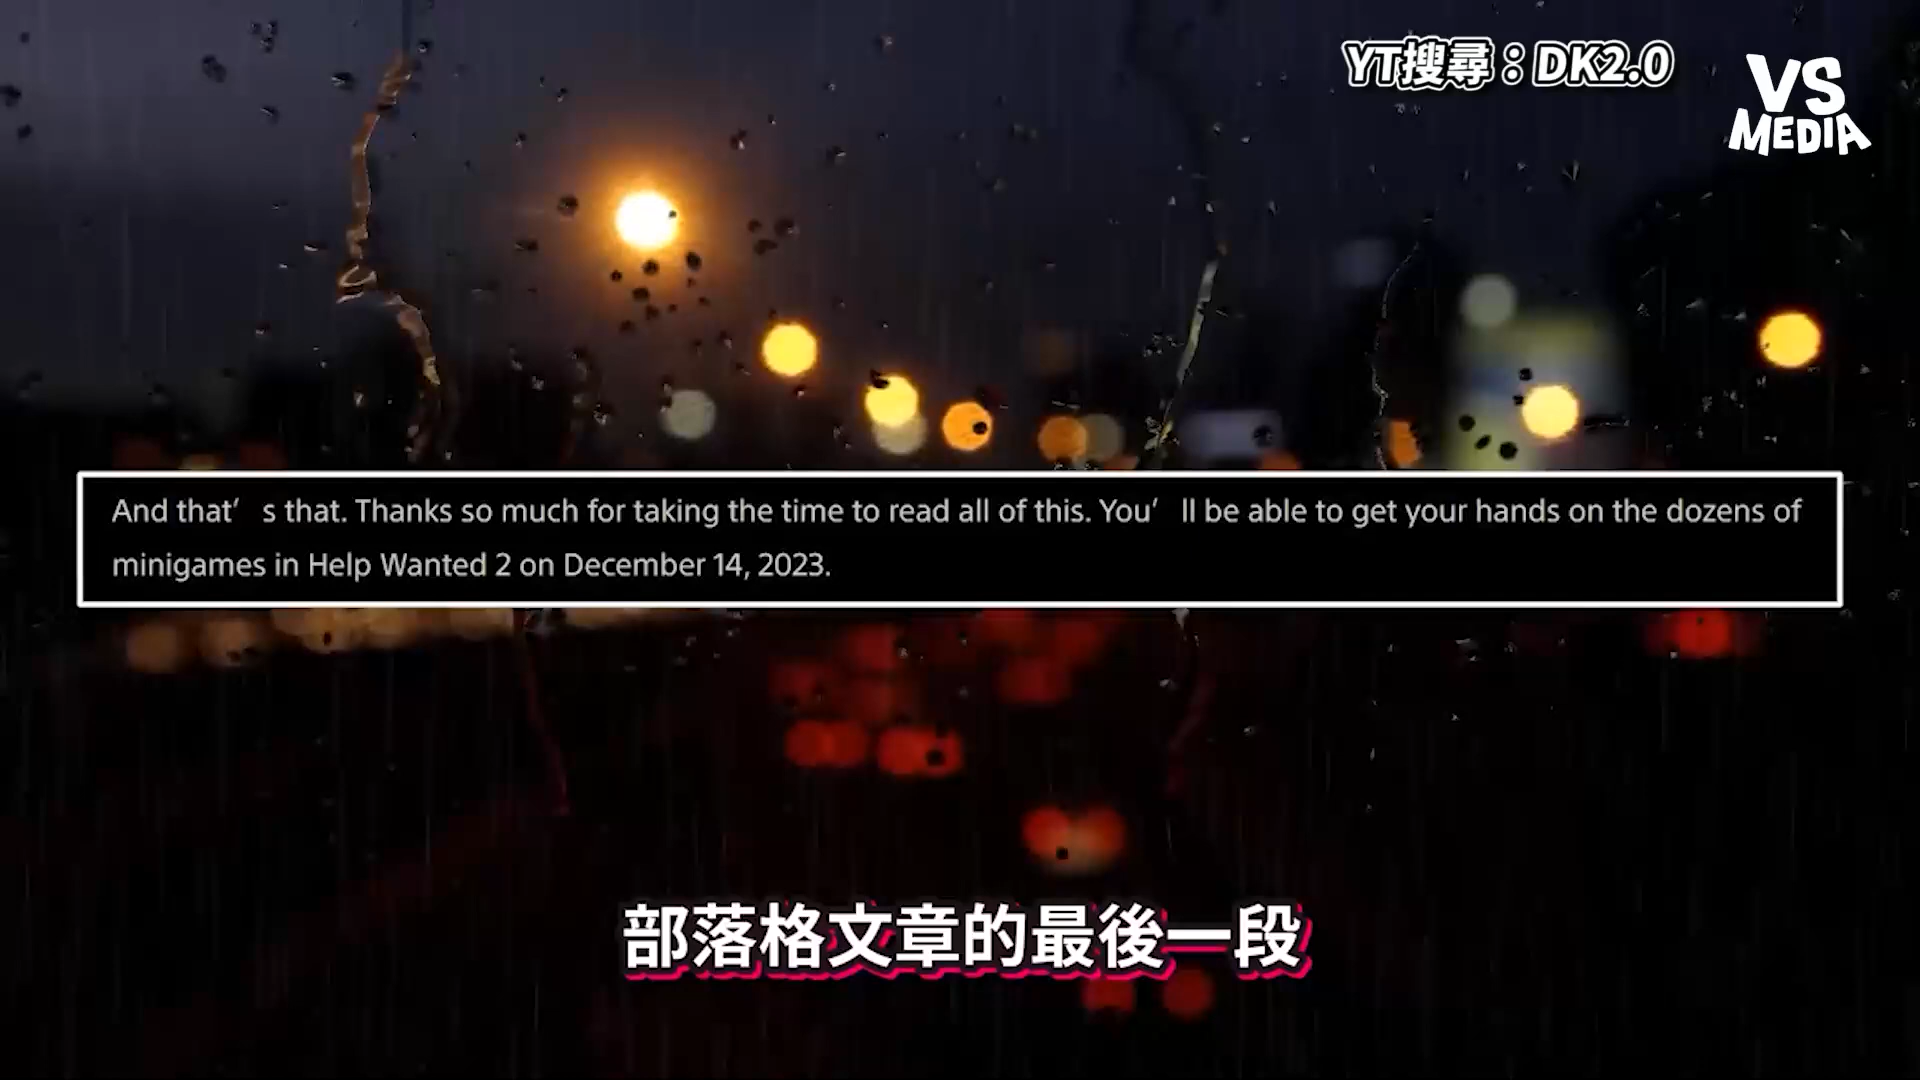 YT搜尋：DK2.0
VS
MEDIA
And that’s that. Thanks so much for taking the time to read all of this. You’ll be able to get your hands on the dozens of
minigames in Help Wanted 2 on December 14, 2023.
部落格文章的最後一段